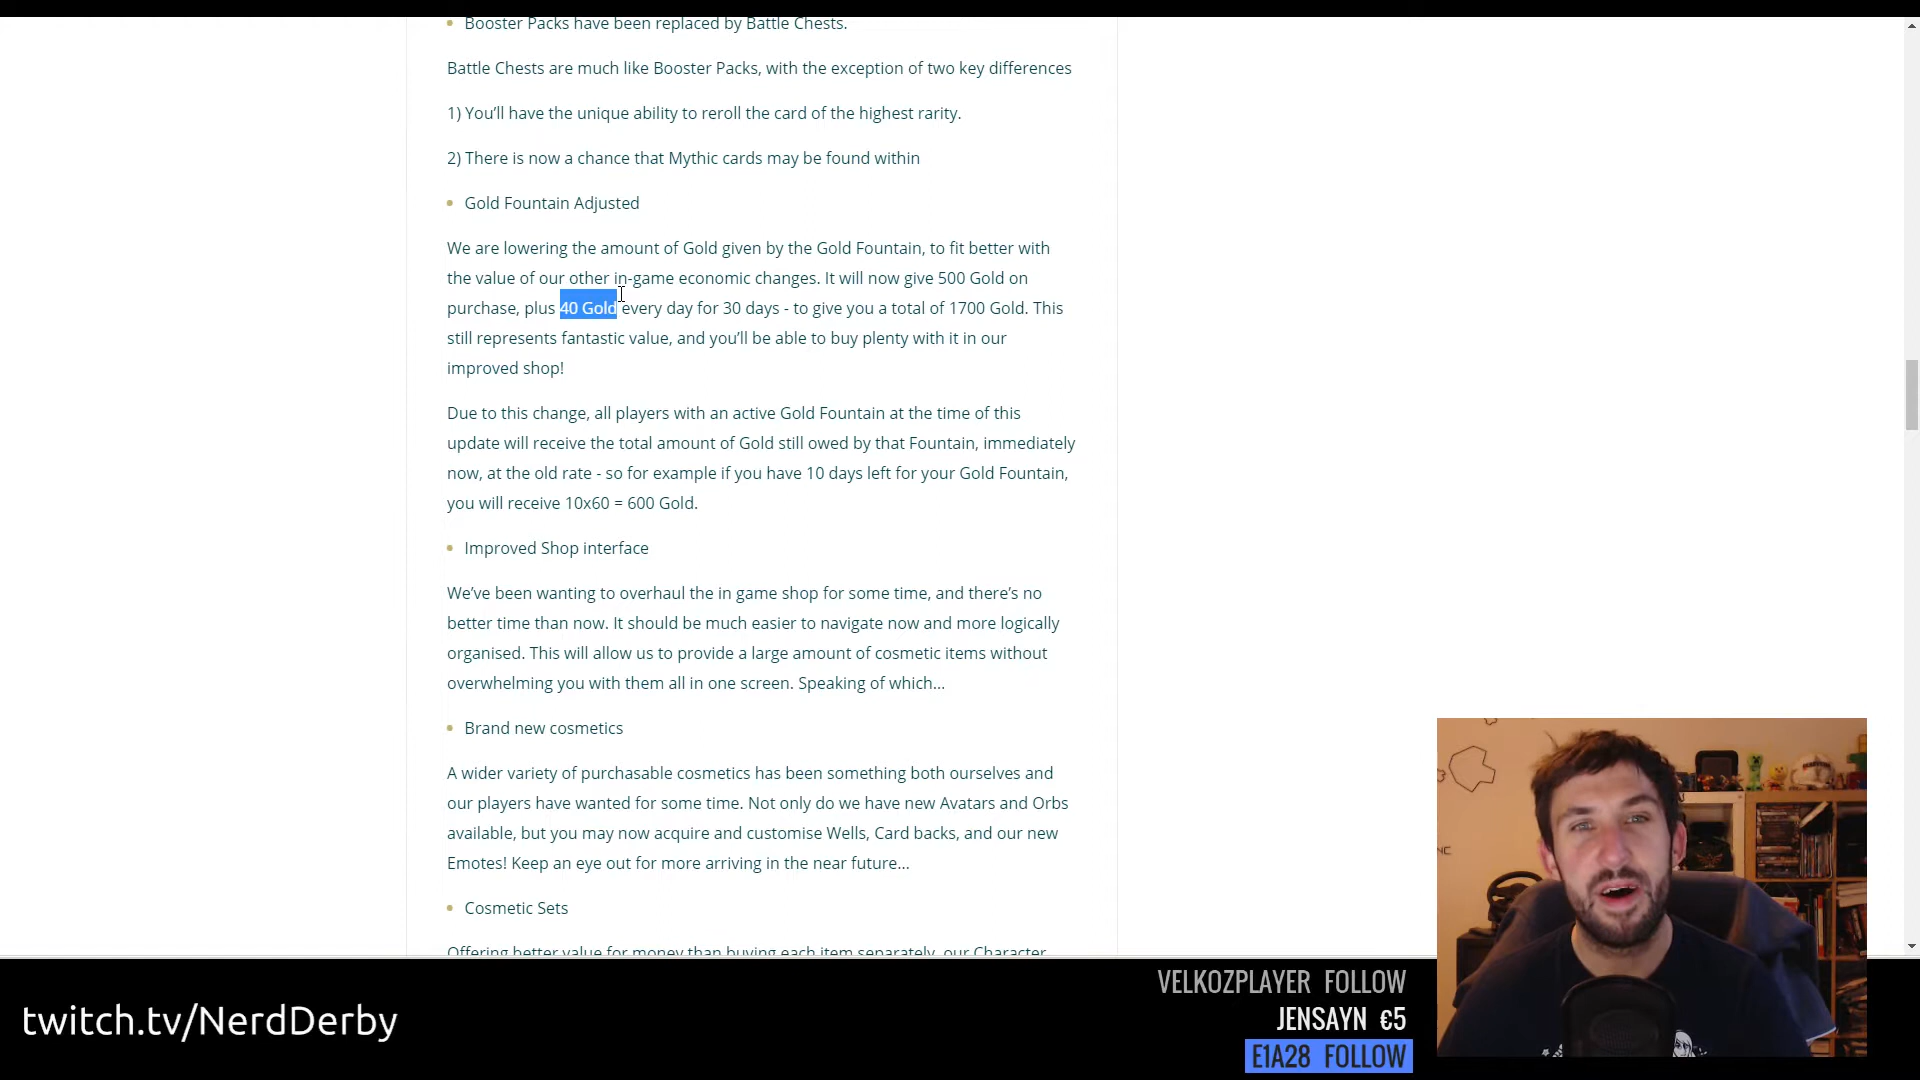 Booster Packs have been replaced by Battle Chests.
Battle Chests are much like Booster Packs, with the exception of two key differences
1) You’ll have the unique ability to reroll the card of the highest rarity.
2) There is now a chance that Mythic cards may be found within
Gold Fountain Adjusted
We are lowering the amount of Gold given by the Gold Fountain, to fit better with
the value of our other in-game economic changes. It will now give 500 Gold on
purchase, plus 40 Gold every day for 30 days - to give you a total of 1700 Gold. This
still represents fantastic value, and you’ll be able to buy plenty with it in our
improved shop!
Due to this change, all players with an active Gold Fountain at the time of this
update will receive the total amount of Gold still owed by that Fountain, immediately
now, at the old rate - so for example if you have 10 days left for your Gold Fountain,
you will receive 10x60 = 600 Gold.
Improved Shop interface
We’ve been wanting to overhaul the in game shop for some time, and there’s no
better time than now. It should be much easier to navigate now and more logically
organised. This will allow us to provide a large amount of cosmetic items without
overwhelming you with them all in one screen. Speaking of which...
Brand new cosmetics
A wider variety of purchasable cosmetics has been something both ourselves and
our players have wanted for some time. Not only do we have new Avatars and Orbs
available, but you may now acquire and customise Wells, Card backs, and our new
Emotes! Keep an eye out for more arriving in the near future...
Cosmetic Sets
Offering better value for money than buying each item separately, our Character
VELKOZPLAYER FOLLOW
JENSAYN €5
E1A28 FOLLOW
twitch.tv/NerdDerby